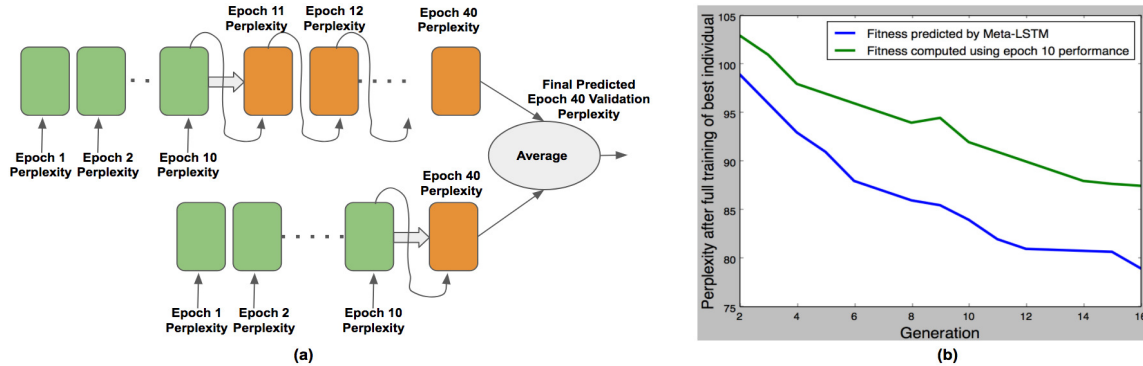 Epoch 11
Perplexity
Epoch 12
Perplexity
Epoch 40
Perplexity
Final Predicted
Epoch 40 Validation
Perplexity
Epoch 1
Perplexity
Epoch 2
Perplexity
Epoch 10
Perplexity
Average
Epoch 40
Perplexity
Epoch 1
Perplexity
Epoch 2
Perplexity
Epoch 10
Perplexity
(a)
Perplexity after full training of best individual
105
100
95
90
85
80
75
Fitness predicted by Meta-LSTM
Fitness computed using epoch 10 performance
2
4
6
8
10
12
14
16
Generation
(b)